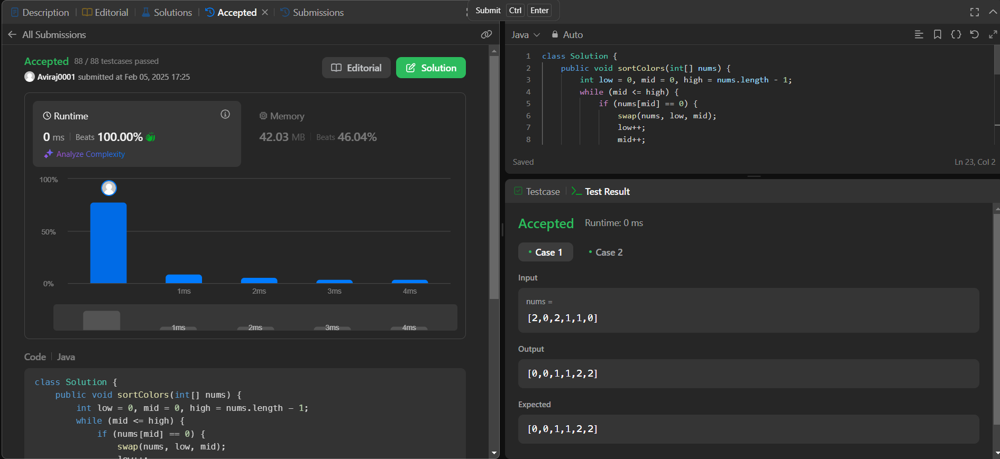 Description | Editorial | Solutions | Accepted | Submissions
Submit Ctrl Enter
All Submissions
Accepted 88 / 88 testcases passed
Aviraj0001 submitted at Feb 05, 2025 17:25
Editorial
Solution
Runtime
0 ms | Beats 100.00%
Analyze Complexity
Memory
42.03 MB | Beats 46.04%
100%
50%
0%
1ms 2ms 3ms 4ms
1ms 2ms 3ms 4ms
Code | Java
class Solution {
    public void sortColors(int[] nums) {
        int low = 0, mid = 0, high = nums.length - 1;
        while (mid <= high) {
            if (nums[mid] == 0) {
                swap(nums, low, mid);
                low++;
Java Auto
1 class Solution {
2     public void sortColors(int[] nums) {
3         int low = 0, mid = 0, high = nums.length - 1;
4         while (mid <= high) {
5             if (nums[mid] == 0) {
6                 swap(nums, low, mid);
7                 low++;
8                 mid++;
Saved
Ln 23, Col 2
Testcase | Test Result
Accepted Runtime: 0 ms
Case 1 Case 2
Input
nums =
[2,0,2,1,1,0]
Output
[0,0,1,1,2,2]
Expected
[0,0,1,1,2,2]